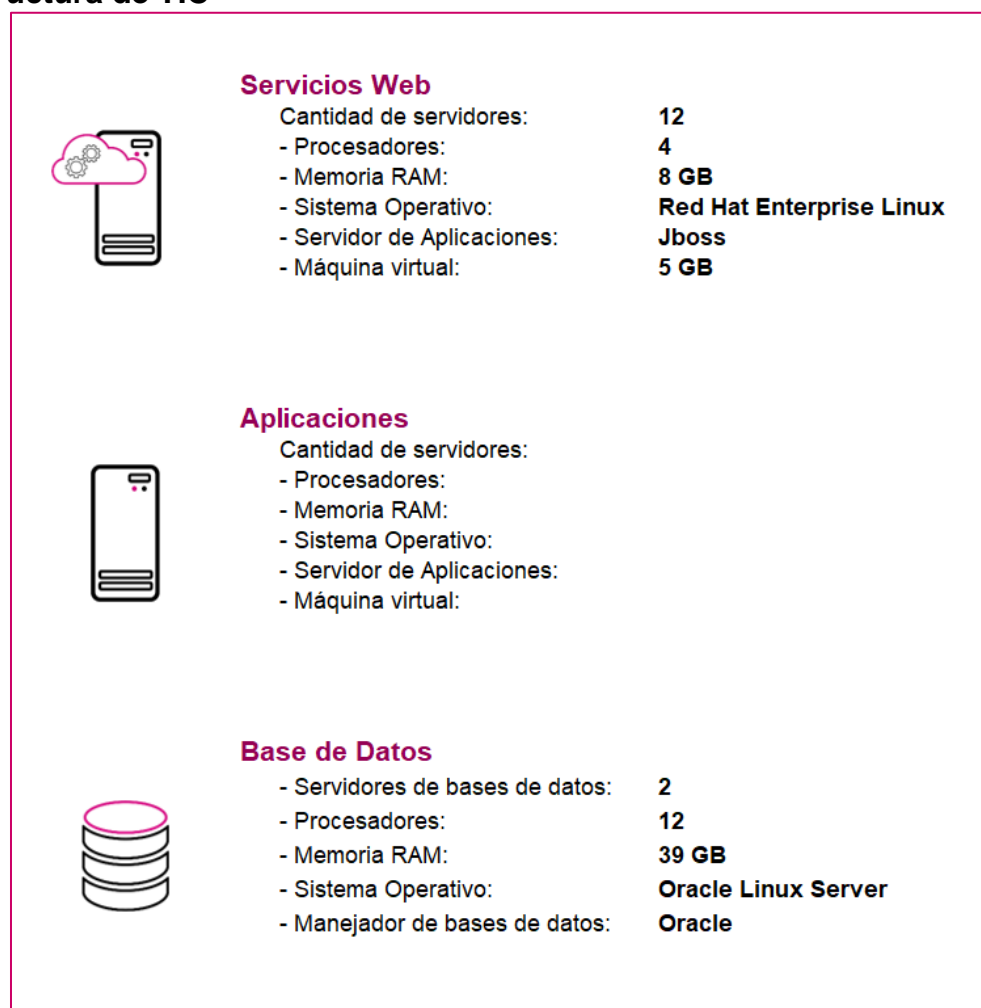 Servicios Web
Cantidad de servidores: 12
- Procesadores: 4
- Memoria RAM: 8 GB
- Sistema Operativo: Red Hat Enterprise Linux
- Servidor de Aplicaciones: Jboss
- Máquina virtual: 5 GB
Aplicaciones
Cantidad de servidores:
- Procesadores:
- Memoria RAM:
- Sistema Operativo:
- Servidor de Aplicaciones:
- Máquina virtual:
Base de Datos
- Servidores de bases de datos: 2
- Procesadores: 12
- Memoria RAM: 39 GB
- Sistema Operativo: Oracle Linux Server
- Manejador de bases de datos: Oracle